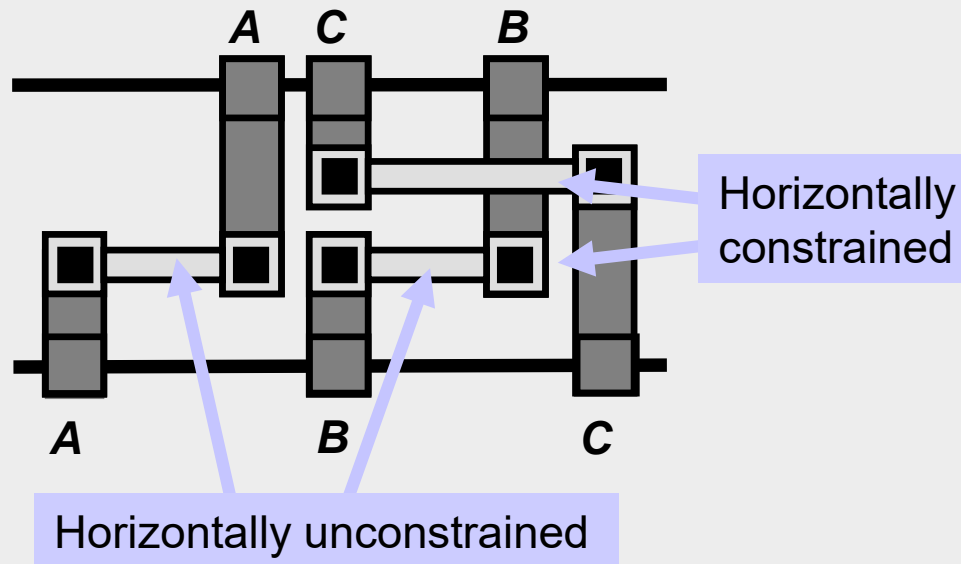 A C B
Horizontally
constrained
A B C
Horizontally unconstrained